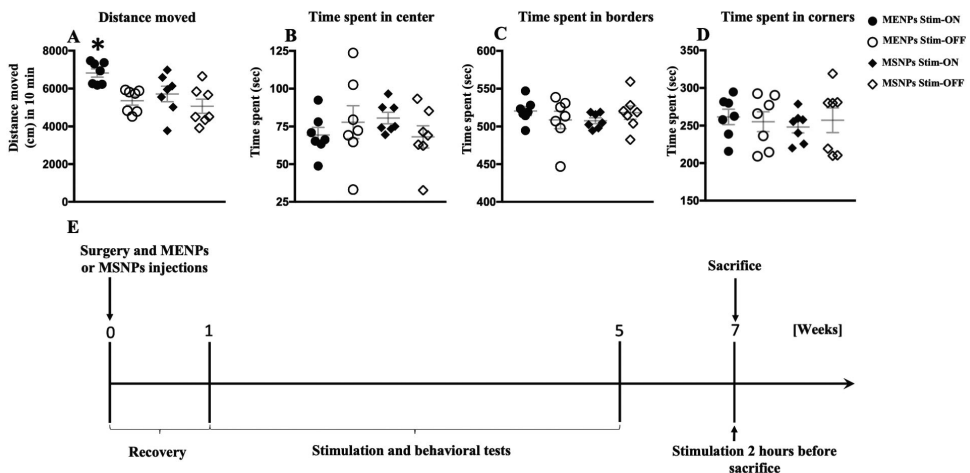 Distance moved
A
*
Distance moved
(cm) in 10 min
8000
6000
4000
2000
0
Time spent in center
B
Time spent (sec)
125
100
75
50
25
Time spent in borders
C
Time spent (sec)
600
550
500
450
400
Time spent in corners
D
Time spent (sec)
300
250
200
150
MENPs Stim-ON
MENPs Stim-OFF
MSNPs Stim-ON
MSNPs Stim-OFF
E
Surgery and MENPs
or MSNPs injections
Sacrifice
0 1 5 7 [Weeks]
Recovery
Stimulation and behavioral tests
Stimulation 2 hours before
sacrifice